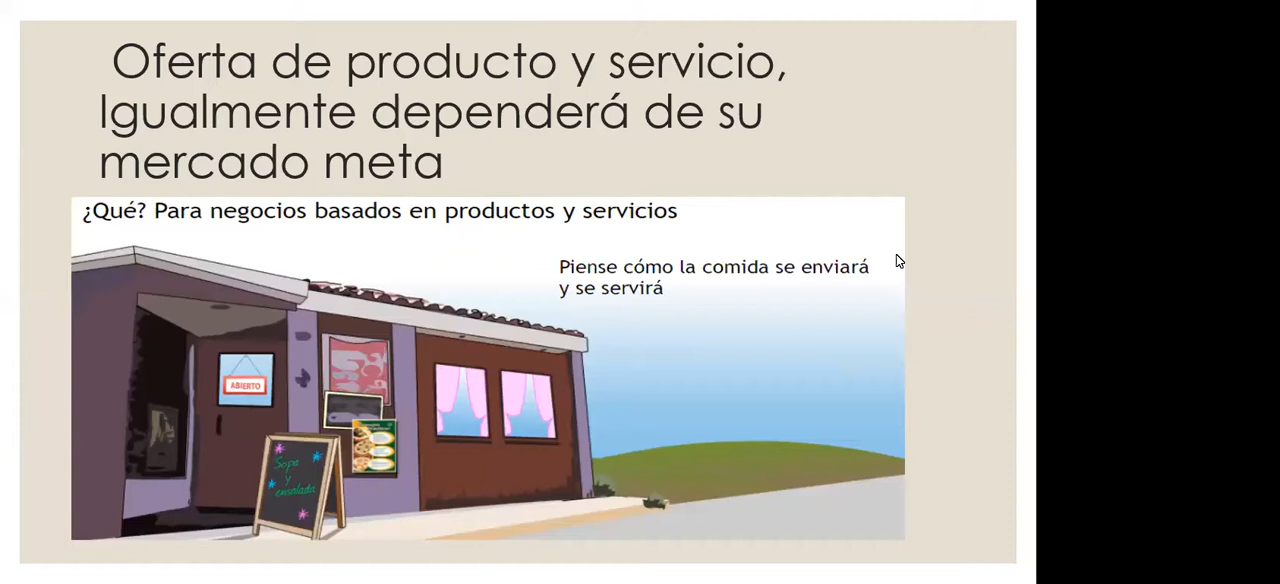 Oferta de producto y servicio,
Igualmente dependerá de su
mercado meta
¿Qué? Para negocios basados en productos y servicios
Piense cómo la comida se enviará
y se servirá
ABIERTO
Sopa
y
ensalada